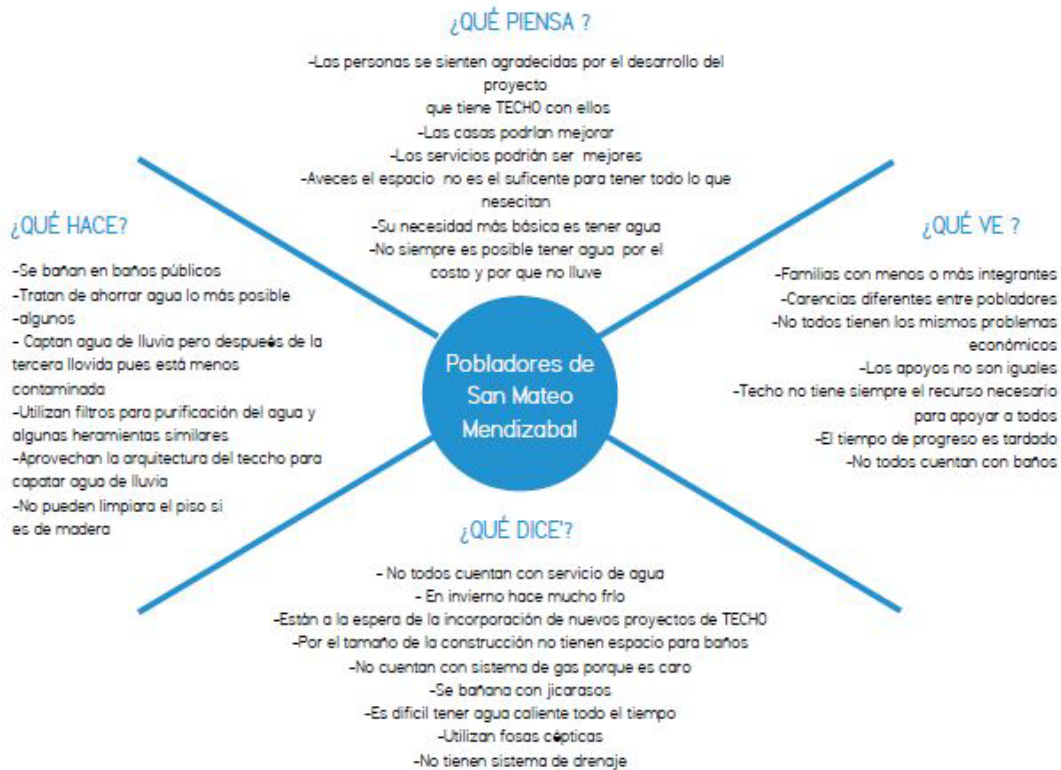 ¿QUÉ PIENSA ?
-Las personas se sienten agradecidas por el desarrollo del
proyecto
que tiene TECHO con ellos
-Las casas podrían mejorar
-Los servicios podrián ser mejores
-Aveces el espacio no es el suficente para tener todo lo que
nesecitan
-Su necesidad más básica es tener agua
-No siempre es posible tener agua por el
costo y por que no lluve
¿QUÉ HACE?
-Se bañan en baños públicos
-Tratan de ahorrar agua lo más posible
-algunos
- Captan agua de lluvia pero despueés de la
tercera llovida pues está menos
contaminada
-Utilizan filtros para purificación del agua y
algunas heramientas similares
-Aprovechan la arquitectura del teccho para
capatar agua de lluvia
-No pueden limpiara el piso si
es de madera
Pobladores de
San Mateo
Mendizabal
¿QUÉ VE ?
-Familias con menos o más integrantes
-Carencias diferentes entre pobladores
-No todos tienen los mismos problemas
económicos
-Los apoyos no son iguales
-Techo no tiene siempre el recurso necesario
para apoyar a todos
-El tiempo de progreso es tardado
-No todos cuentan con baños
¿QUÉ DICE'?
- No todos cuentan con servicio de agua
- En invierno hace mucho frío
-Están a la espera de la incorporación de nuevos proyectos de TECHO
-Por el tamaño de la construcción no tienen espacio para baños
-No cuentan con sistema de gas porque es caro
-Se bañana con jicarasos
-Es dificil tener agua caliente todo el tiempo
-Utilizan fosas cépticas
-No tienen sistema de drenaje